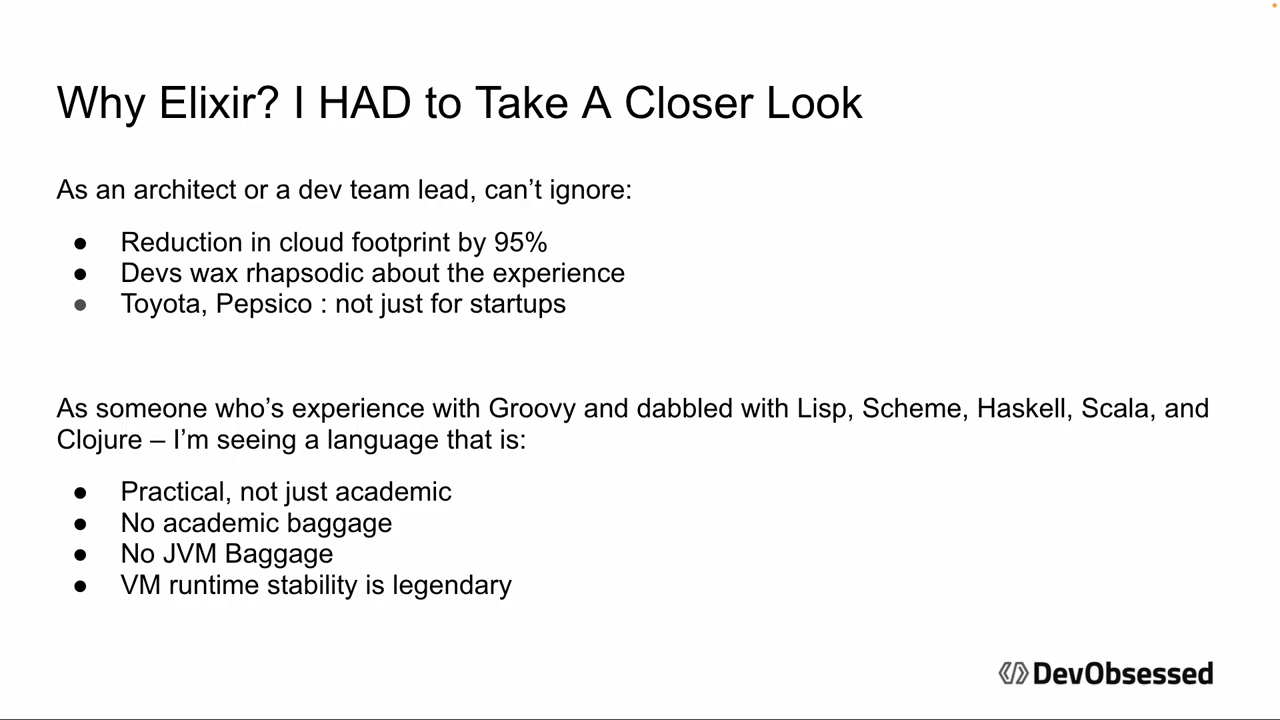 Why Elixir? I HAD to Take A Closer Look
As an architect or a dev team lead, can’t ignore:
● Reduction in cloud footprint by 95%
● Devs wax rhapsodic about the experience
● Toyota, Pepsico : not just for startups
As someone who’s experience with Groovy and dabbled with Lisp, Scheme, Haskell, Scala, and
Clojure – I’m seeing a language that is:
● Practical, not just academic
● No academic baggage
● No JVM Baggage
● VM runtime stability is legendary
</> DevObsessed